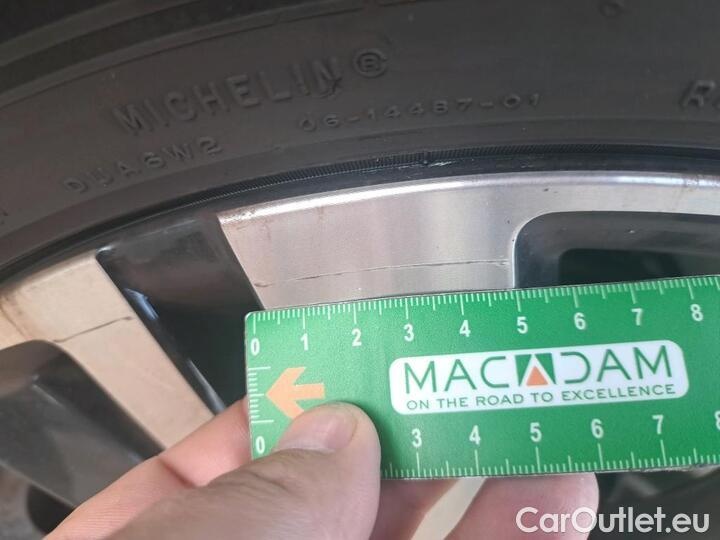 MICHELIN®
DUA6W2 06-14487-01
R
0 1 2 3 4 5 6 7 8
MACADAM
ON THE ROAD TO EXCELLENCE
0 3 4 5 6 7 8
CarOutlet.eu